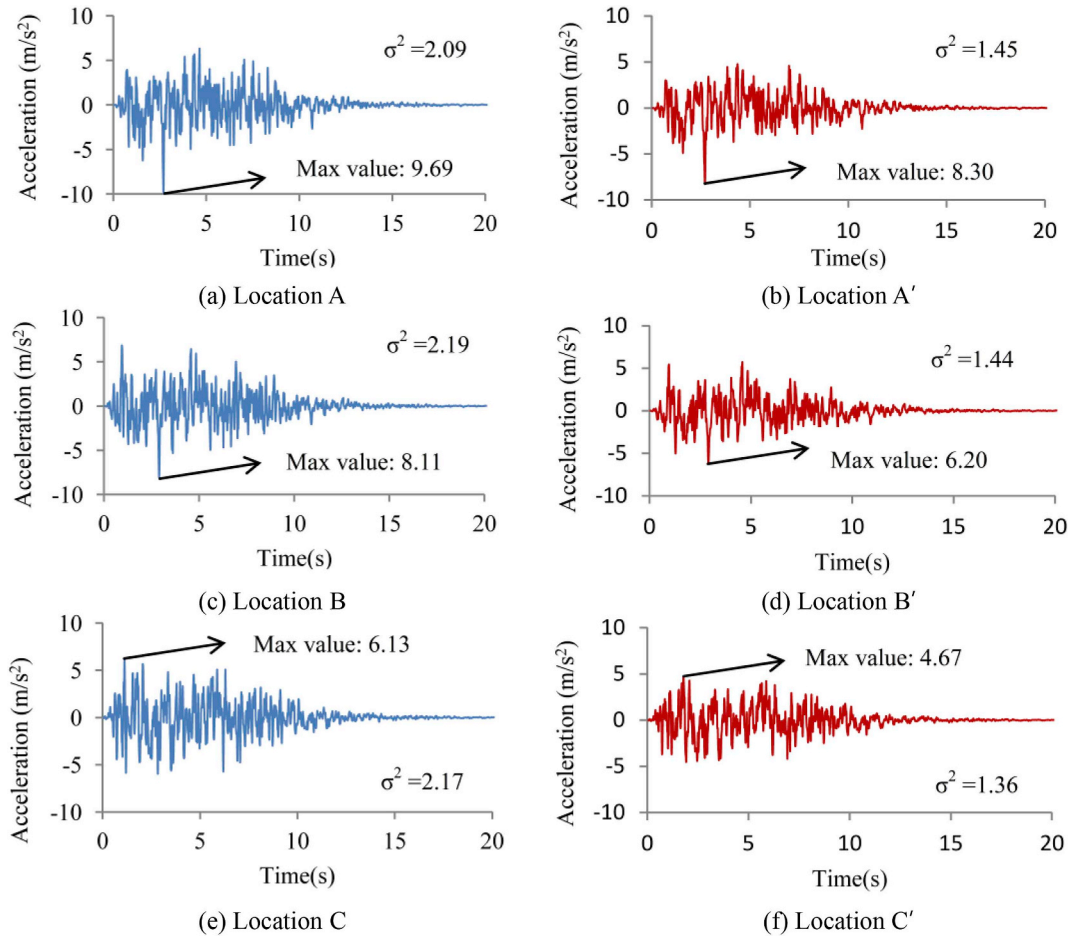 Acceleration (m/s²)
10
5
0
-5
-10
σ² =2.09
Max value: 9.69
0 5 10 15 20
Time(s)
(a) Location A
Acceleration (m/s²)
10
5
0
-5
-10
σ² =1.45
Max value: 8.30
0 5 10 15 20
Time(s)
(b) Location A′
Acceleration (m/s²)
10
5
0
-5
-10
σ² =2.19
Max value: 8.11
0 5 10 15 20
Time(s)
(c) Location B
Acceleration (m/s²)
10
5
0
-5
-10
σ² =1.44
Max value: 6.20
0 5 10 15 20
Time(s)
(d) Location B′
Acceleration (m/s²)
10
5
0
-5
-10
Max value: 6.13
σ² =2.17
0 5 10 15 20
Time(s)
(e) Location C
Acceleration (m/s²)
10
5
0
-5
-10
Max value: 4.67
σ² =1.36
0 5 10 15 20
Time(s)
(f) Location C′